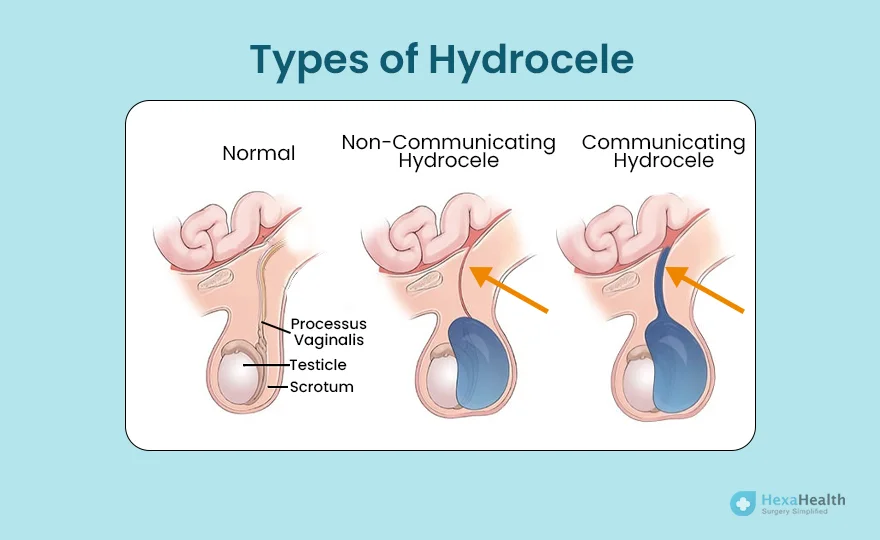 Types of Hydrocele
Normal
Non-Communicating
Hydrocele
Communicating
Hydrocele
Processus
Vaginalis
Testicle
Scrotum
HexaHealth
Surgery Simplified